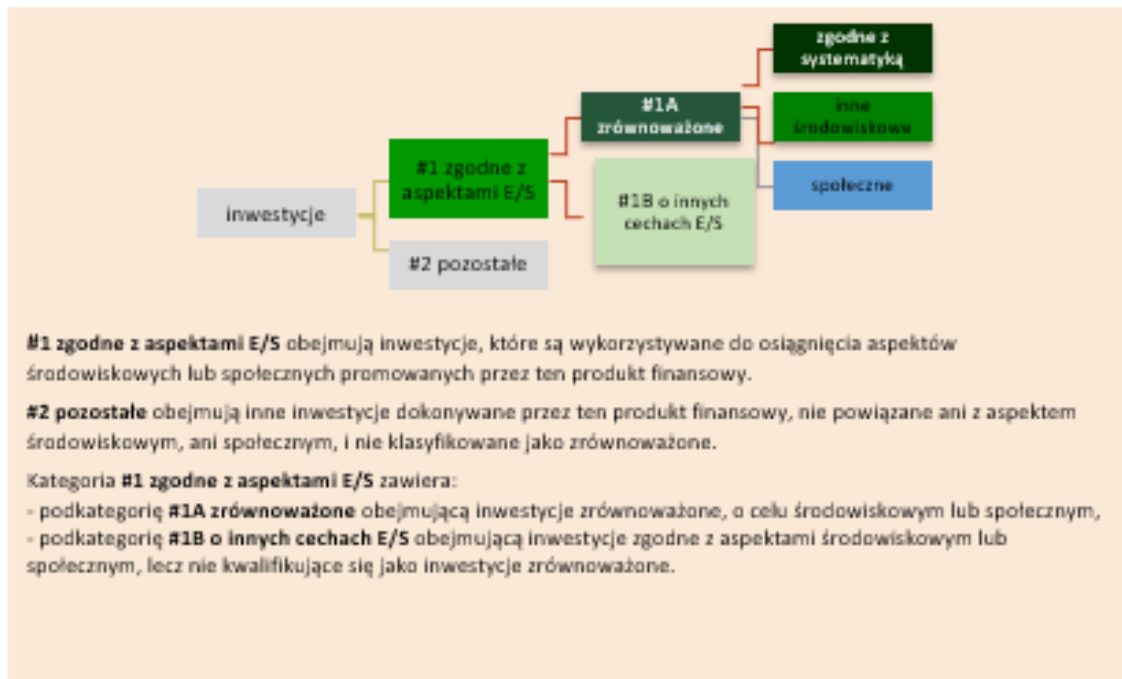 zgodne z
systematyką
#1A
zrównoważone
inne
środowiskowe
#1 zgodne z
aspektami E/S
społeczne
inwestycje
#1B o innych
cechach E/S
#2 pozostałe
#1 zgodne z aspektami E/S obejmują inwestycje, które są wykorzystywane do osiągnięcia aspektów
środowiskowych lub społecznych promowanych przez ten produkt finansowy.
#2 pozostałe obejmują inne inwestycje dokonywane przez ten produkt finansowy, nie powiązane ani z aspektem
środowiskowym, ani społecznym, i nie klasyfikowane jako zrównoważone.
Kategoria #1 zgodne z aspektami E/S zawiera:
- podkategorię #1A zrównoważone obejmującą inwestycje zrównoważone, o celu środowiskowym lub społecznym,
- podkategorię #1B o innych cechach E/S obejmującą inwestycje zgodne z aspektami środowiskowym lub
społecznym, lecz nie kwalifikujące się jako inwestycje zrównoważone.